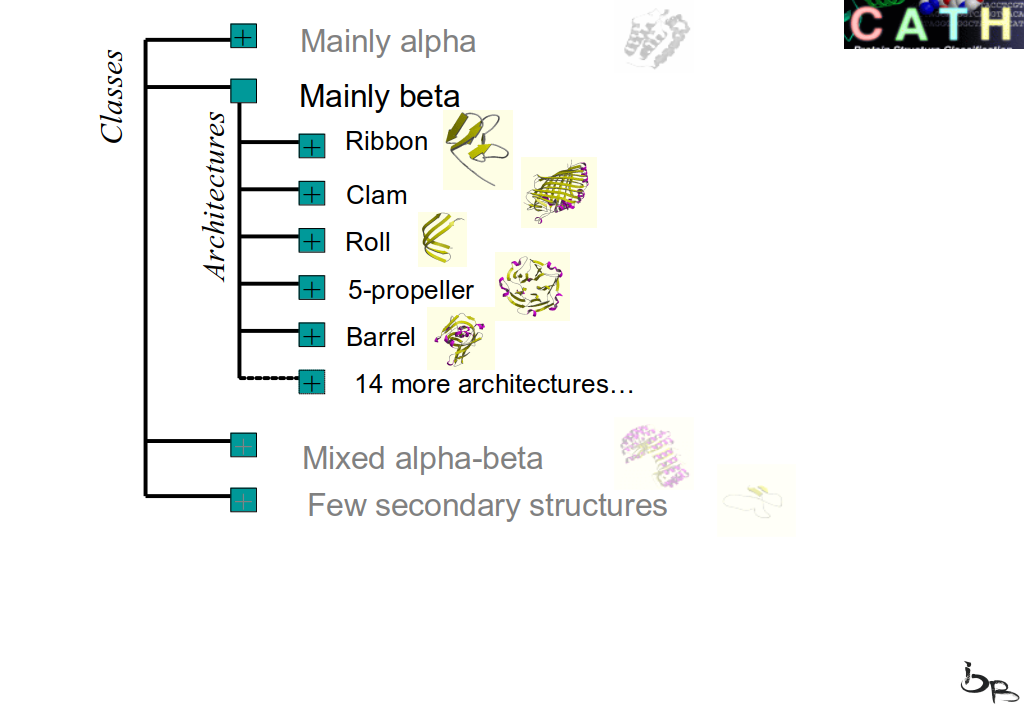 CATH
Protein Structure Classification
Classes
Mainly alpha
Mainly beta
Architectures
Ribbon
Clam
Roll
5-propeller
Barrel
14 more architectures…
Mixed alpha-beta
Few secondary structures